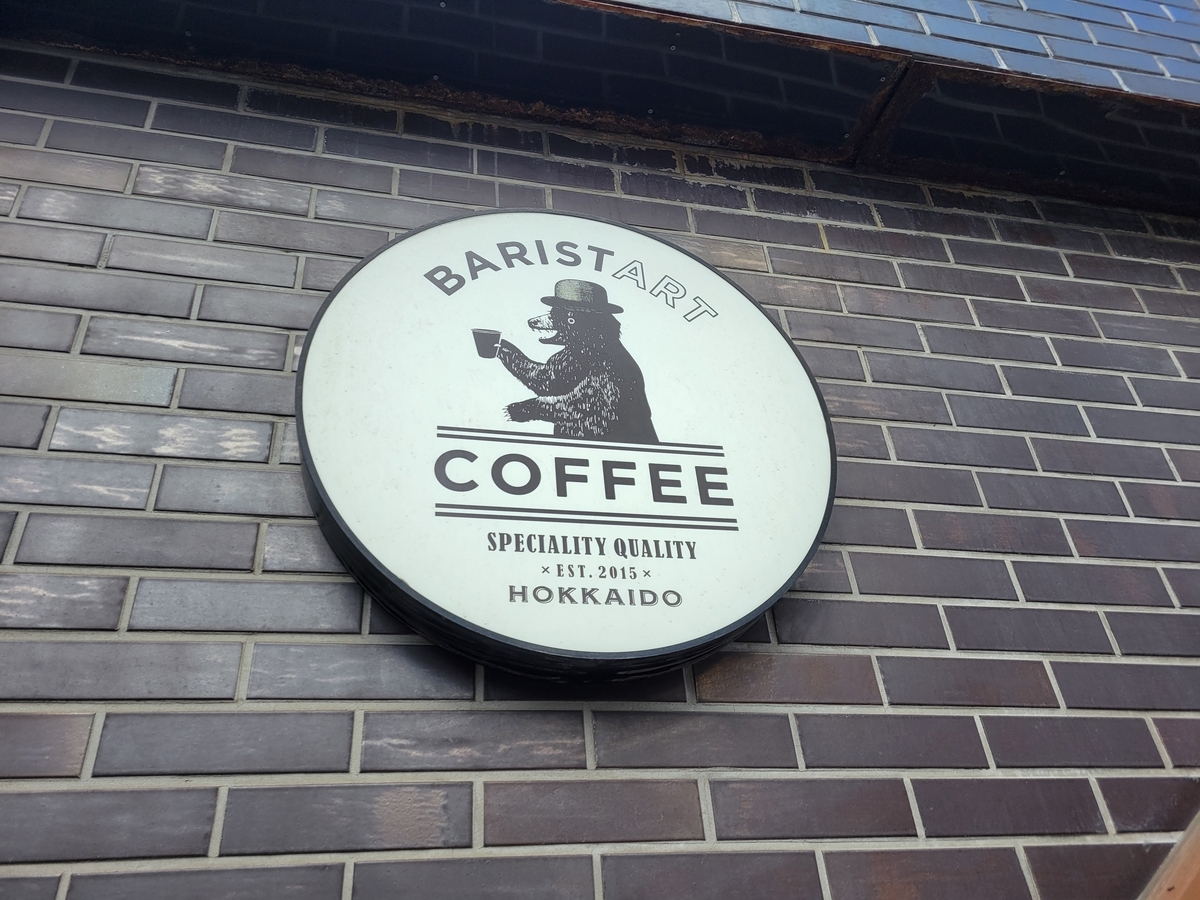 BARISTART
COFFEE
SPECIALITY QUALITY
× EST. 2015 ×
HOKKAIDO